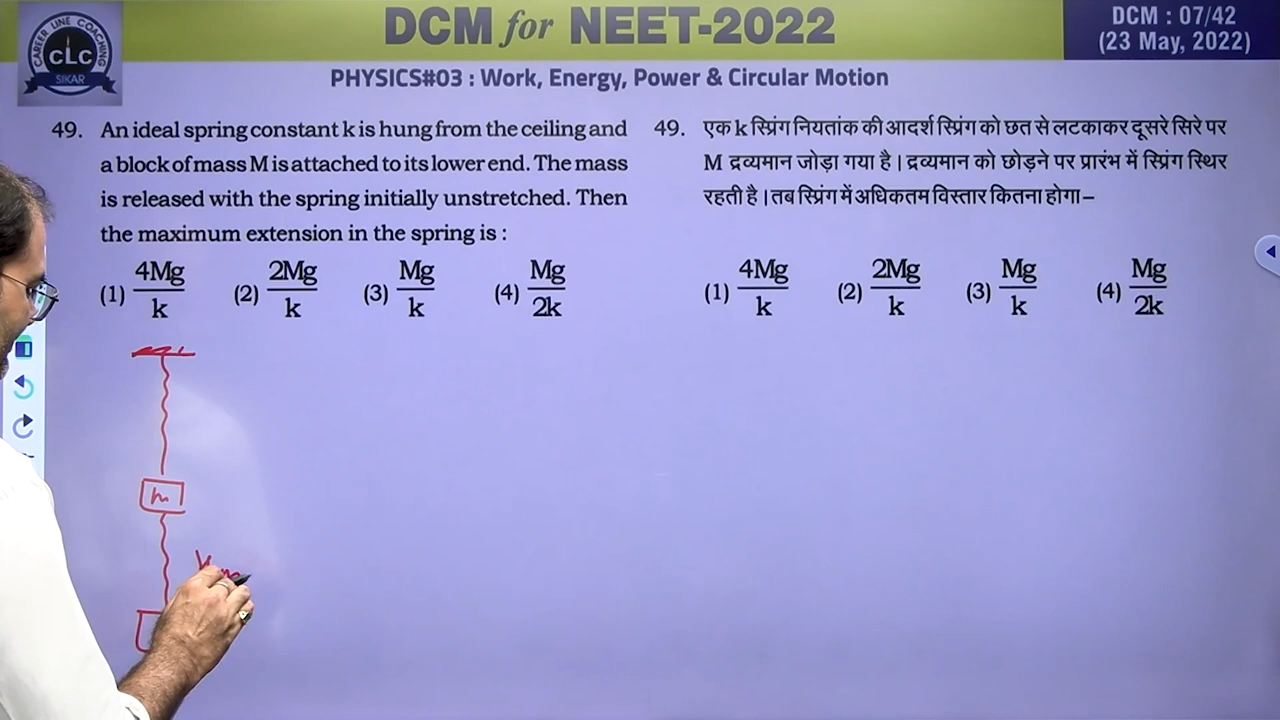 DCM for NEET-2022
DCM : 07/42
(23 May, 2022)
CAREER LINE COACHING
CLC
SIKAR
PHYSICS#03 : Work, Energy, Power & Circular Motion
49. An ideal spring constant k is hung from the ceiling and
a block of mass M is attached to its lower end. The mass
is released with the spring initially unstretched. Then
the maximum extension in the spring is :
(1) 4Mg/k (2) 2Mg/k (3) Mg/k (4) Mg/2k
49. एक k स्प्रिंग नियतांक की आदर्श स्प्रिंग को छत से लटकाकर दूसरे सिरे पर
M द्रव्यमान जोड़ा गया है। द्रव्यमान को छोड़ने पर प्रारंभ में स्प्रिंग स्थिर
रहती है। तब स्प्रिंग में अधिकतम विस्तार कितना होगा–
(1) 4Mg/k (2) 2Mg/k (3) Mg/k (4) Mg/2k
m